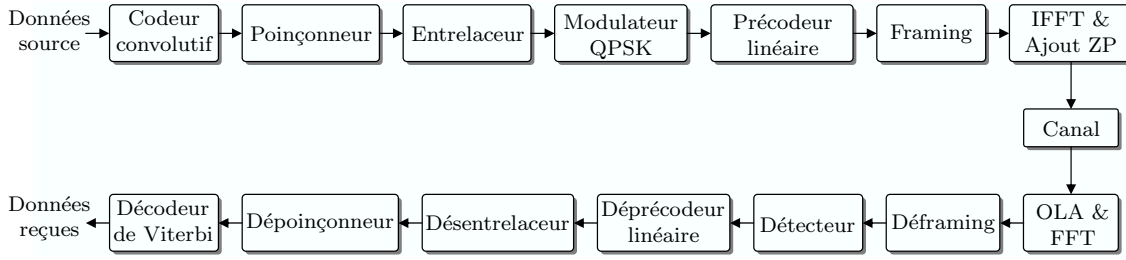 Données
source
Codeur
convolutif
Poinçonneur
Entrelaceur
Modulateur
QPSK
Précodeur
linéaire
Framing
IFFT &
Ajout ZP
Canal
Données
reçues
Décodeur
de Viterbi
Dépoinçonneur
Désentrelaceur
Déprécodeur
linéaire
Détecteur
Déframing
OLA &
FFT